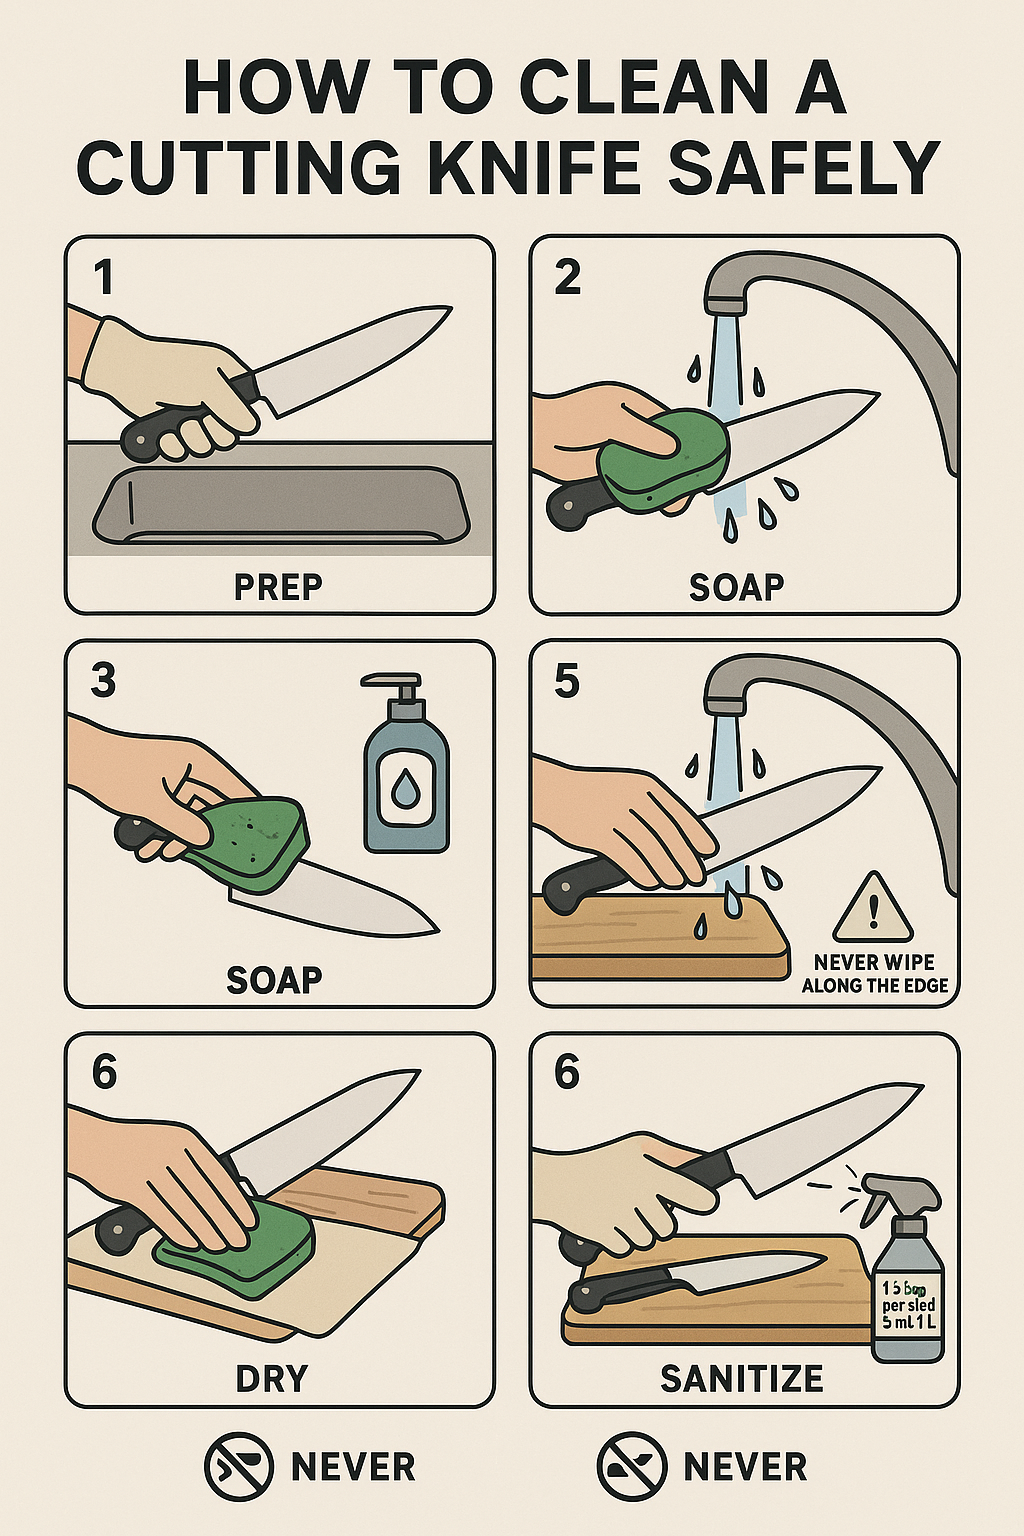 HOW TO CLEAN A
CUTTING KNIFE SAFELY
1
PREP
2
SOAP
3
SOAP
5
NEVER WIPE
ALONG THE EDGE
6
DRY
6
1 5
per sled
5 ml 1 L
SANITIZE
NEVER
NEVER